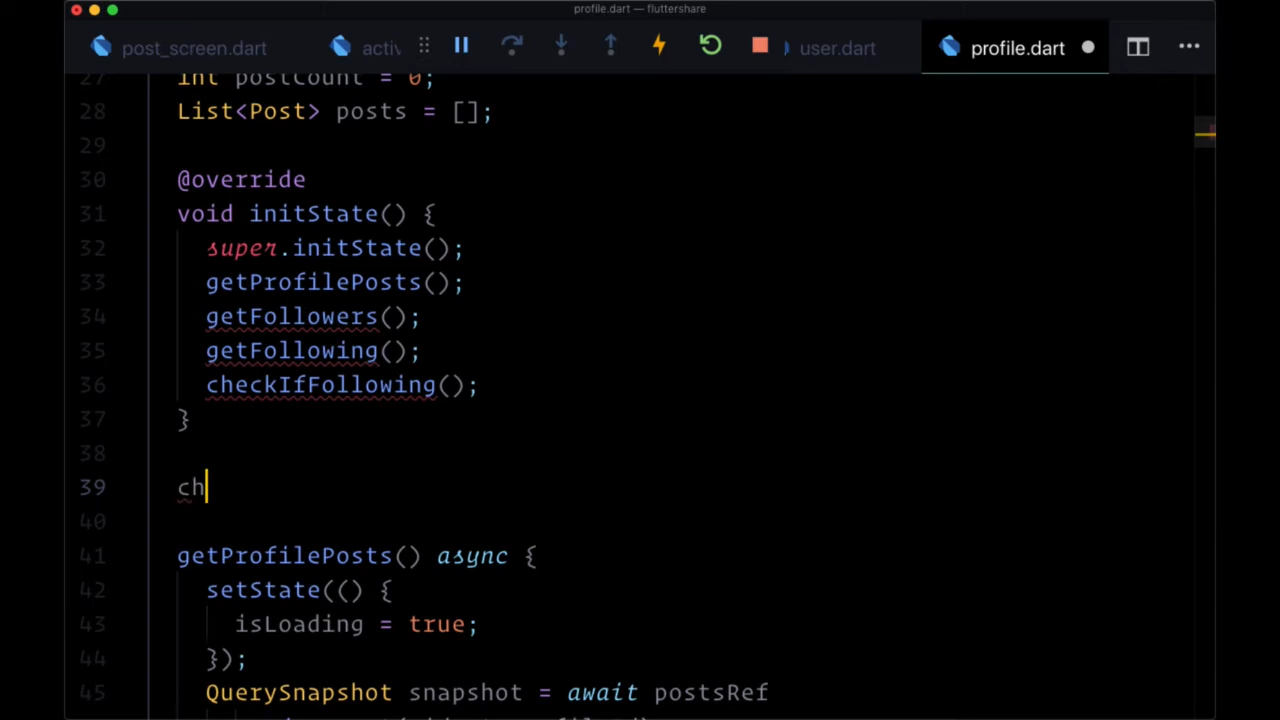 profile.dart — fluttershare
post_screen.dart activ user.dart profile.dart
27 int postCount = 0;
28 List<Post> posts = [];
29
30 @override
31 void initState() {
32 super.initState();
33 getProfilePosts();
34 getFollowers();
35 getFollowing();
36 checkIfFollowing();
37 }
38
39 ch
40
41 getProfilePosts() async {
42 setState(() {
43 isLoading = true;
44 });
45 QuerySnapshot snapshot = await postsRef